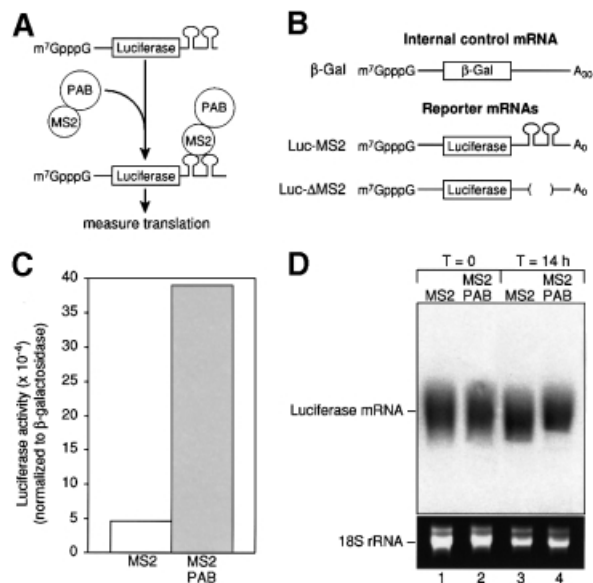 A
m⁷GpppG
Luciferase
PAB
MS2
PAB
MS2
m⁷GpppG
Luciferase
measure translation
B
Internal control mRNA
β-Gal m⁷GpppG β-Gal A₃₀
Reporter mRNAs
Luc-MS2 m⁷GpppG Luciferase A₀
Luc-ΔMS2 m⁷GpppG Luciferase ( ) A₀
C
Luciferase activity (x 10⁻⁴)
(normalized to β-galactosidase)
40
35
30
25
20
15
10
5
0
MS2
MS2
PAB
D
T = 0 T = 14 h
MS2 MS2 PAB MS2 MS2 PAB
Luciferase mRNA
18S rRNA
1 2 3 4